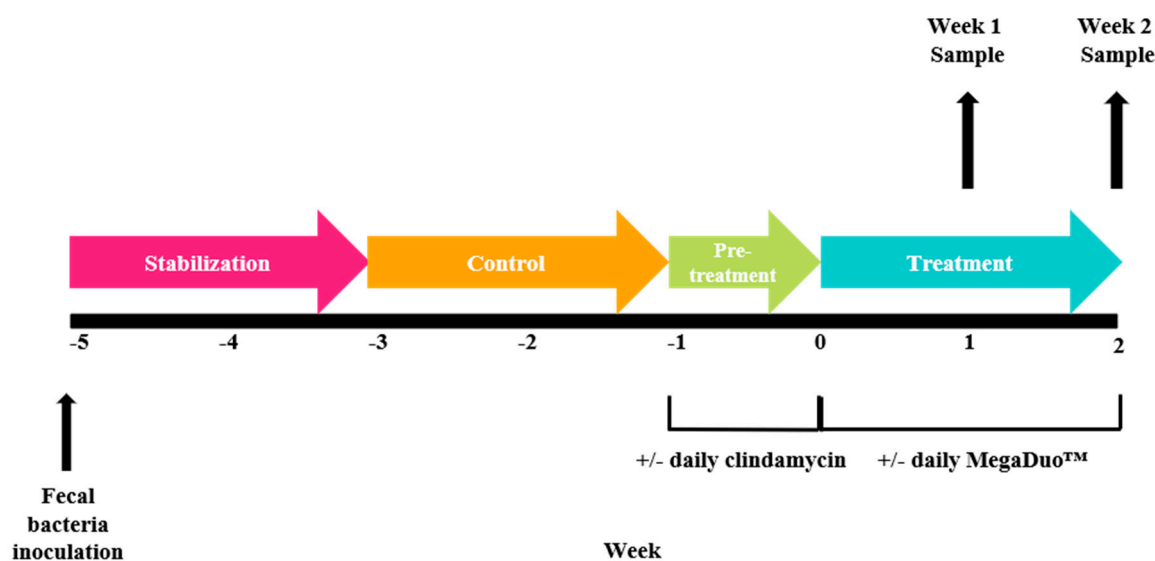 Week 1
Sample
Week 2
Sample
Stabilization
Control
Pre-
treatment
Treatment
-5 -4 -3 -2 -1 0 1 2
+/- daily clindamycin
+/- daily MegaDuo™
Fecal
bacteria
inoculation
Week